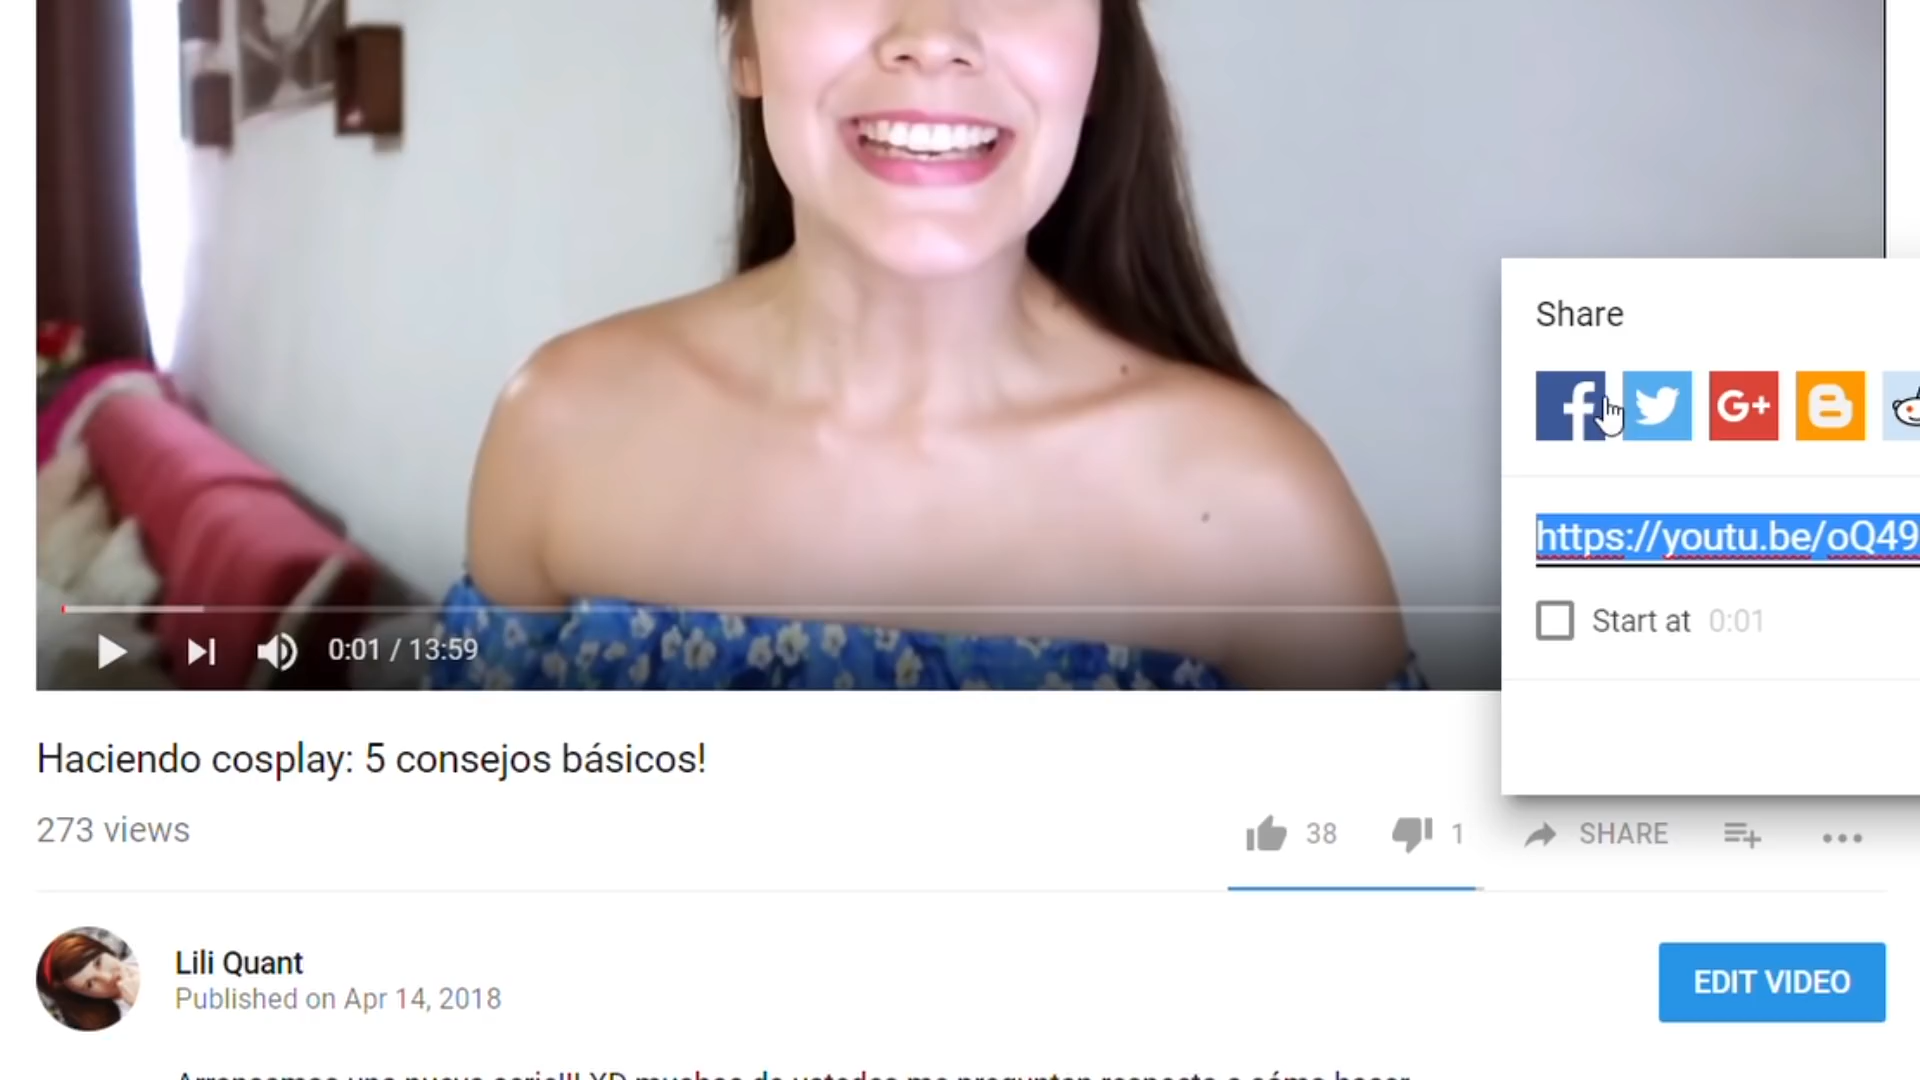 Share
f
G+
B
https://youtu.be/oQ49
Start at 0:01
0:01 / 13:59
Haciendo cosplay: 5 consejos básicos!
273 views
38 1 SHARE
Lili Quant
Published on Apr 14, 2018
EDIT VIDEO